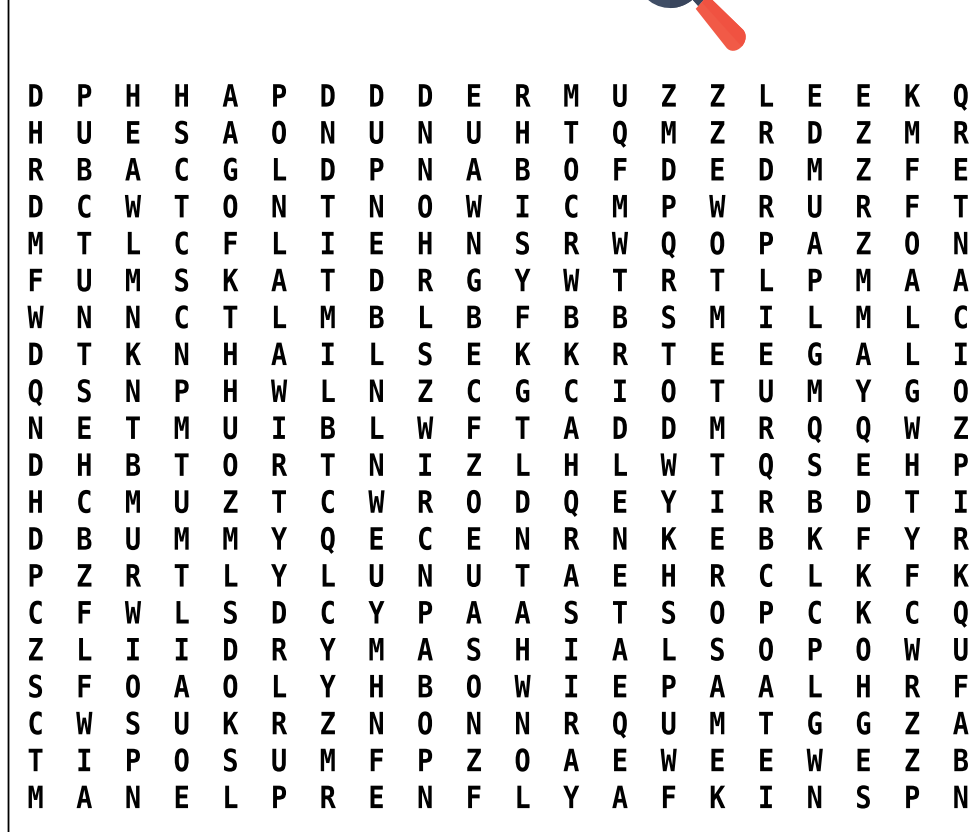 D P H H A P D D D E R M U Z Z L E E K Q
H U E S A O N U N U H T Q M Z R D Z M R
R B A C G L D P N A B O F D E D M Z F E
D C W T O N T N O W I C M P W R U R F T
M T L C F L I E H N S R W Q O P A Z O N
F U M S K A T D R G Y W T R T L P M A A
W N N C T L M B L B F B B S M I L M L C
D T K N H A I L S E K K R T E E G A L I
Q S N P H W L N Z C G C I O T U M Y G O
N E T M U I B L W F T A D D M R Q Q W Z
D H B T O R T N I Z L H L W T Q S E H P
H C M U Z T C W R O D Q E Y I R B D T I
D B U M M Y Q E C E N R N K E B K F Y R
P Z R T L Y L U N U T A E H R C L K F K
C F W L S D C Y P A A S T S O P C K C Q
Z L I I D R Y M A S H I A L S O P O W U
S F O A O L Y H B O W I E P A A L H R F
C W S U K R Z N O N N R Q U M T G G Z A
T I P O S U M F P Z O A E W E E W E Z B
M A N E L P R E N F L Y A F K I N S P N